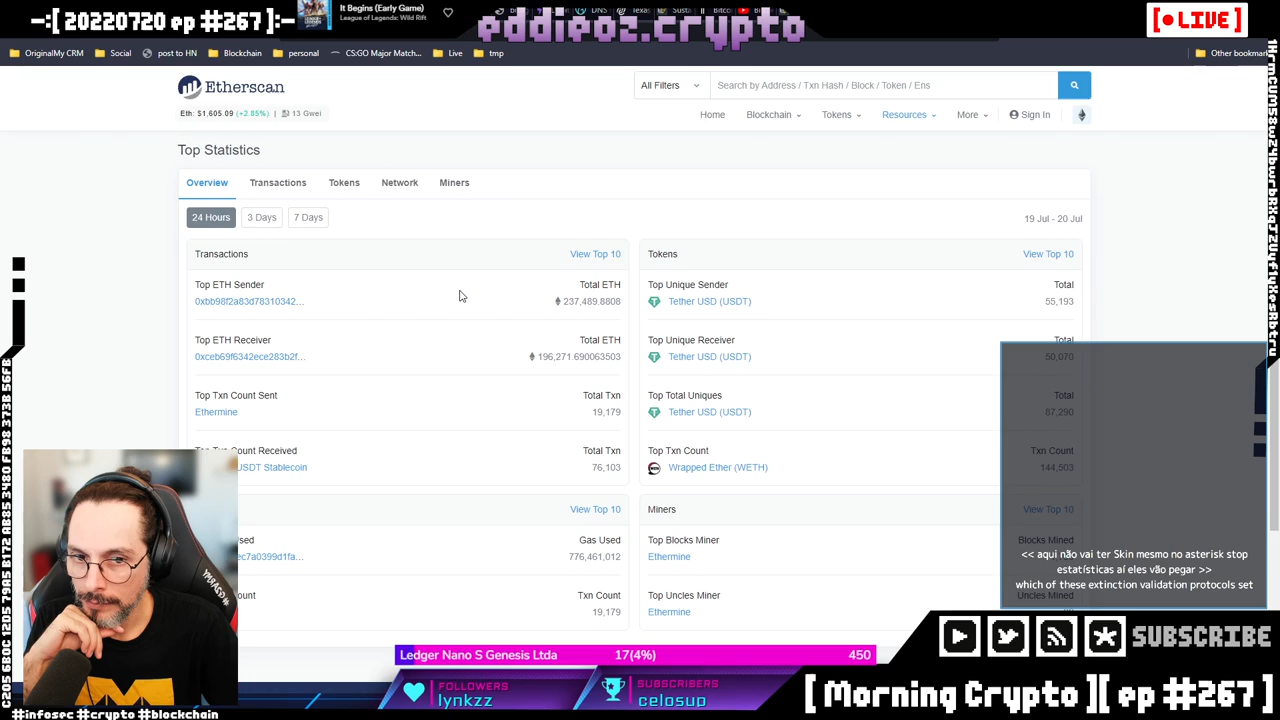 -:[ 20220720 ep #267 ]:-
It Begins (Early Game)
League of Legends: Wild Rift
eddieoz.crypto
[ LIVE ]
OriginalMy CRM
Social
post to HN
Blockchain
personal
CS:GO Major Match...
Live
tmp
Other bookmar
Etherscan
All Filters
Search by Address / Txn Hash / Block / Token / Ens
Eth: $1,605.09 (+2.85%) | 13 Gwei
Home
Blockchain
Tokens
Resources
More
Sign In
Top Statistics
Overview
Transactions
Tokens
Network
Miners
24 Hours
3 Days
7 Days
19 Jul - 20 Jul
Transactions
View Top 10
Top ETH Sender
Total ETH
0xbb98f2a83d78310342...
237,489.8808
Top ETH Receiver
Total ETH
0xceb69f6342ece283b2f...
196,271.690063503
Top Txn Count Sent
Total Txn
Ethermine
19,179
Top Txn Count Received
Total Txn
USDT Stablecoin
76,103
Tokens
View Top 10
Top Unique Sender
Total
Tether USD (USDT)
55,193
Top Unique Receiver
Total
Tether USD (USDT)
50,070
Top Total Uniques
Total
Tether USD (USDT)
87,290
Top Txn Count
Txn Count
Wrapped Ether (WETH)
144,503
View Top 10
Gas Used
776,461,012
Txn Count
19,179
Miners
View Top 10
Top Blocks Miner
Blocks Mined
Ethermine
Top Uncles Miner
Uncles Mined
Ethermine
<< aqui não vai ter Skin mesmo no asterisk stop
estatísticas aí eles vão pegar >>
which of these extinction validation protocols set
SUBSCRIBE
Ledger Nano S Genesis Ltda
17(4%)
450
FOLLOWERS
lynkzz
SUBSCRIBERS
celosup
[ Morning Crypto ][ ep #267 ]
#infosec #crypto #blockchain